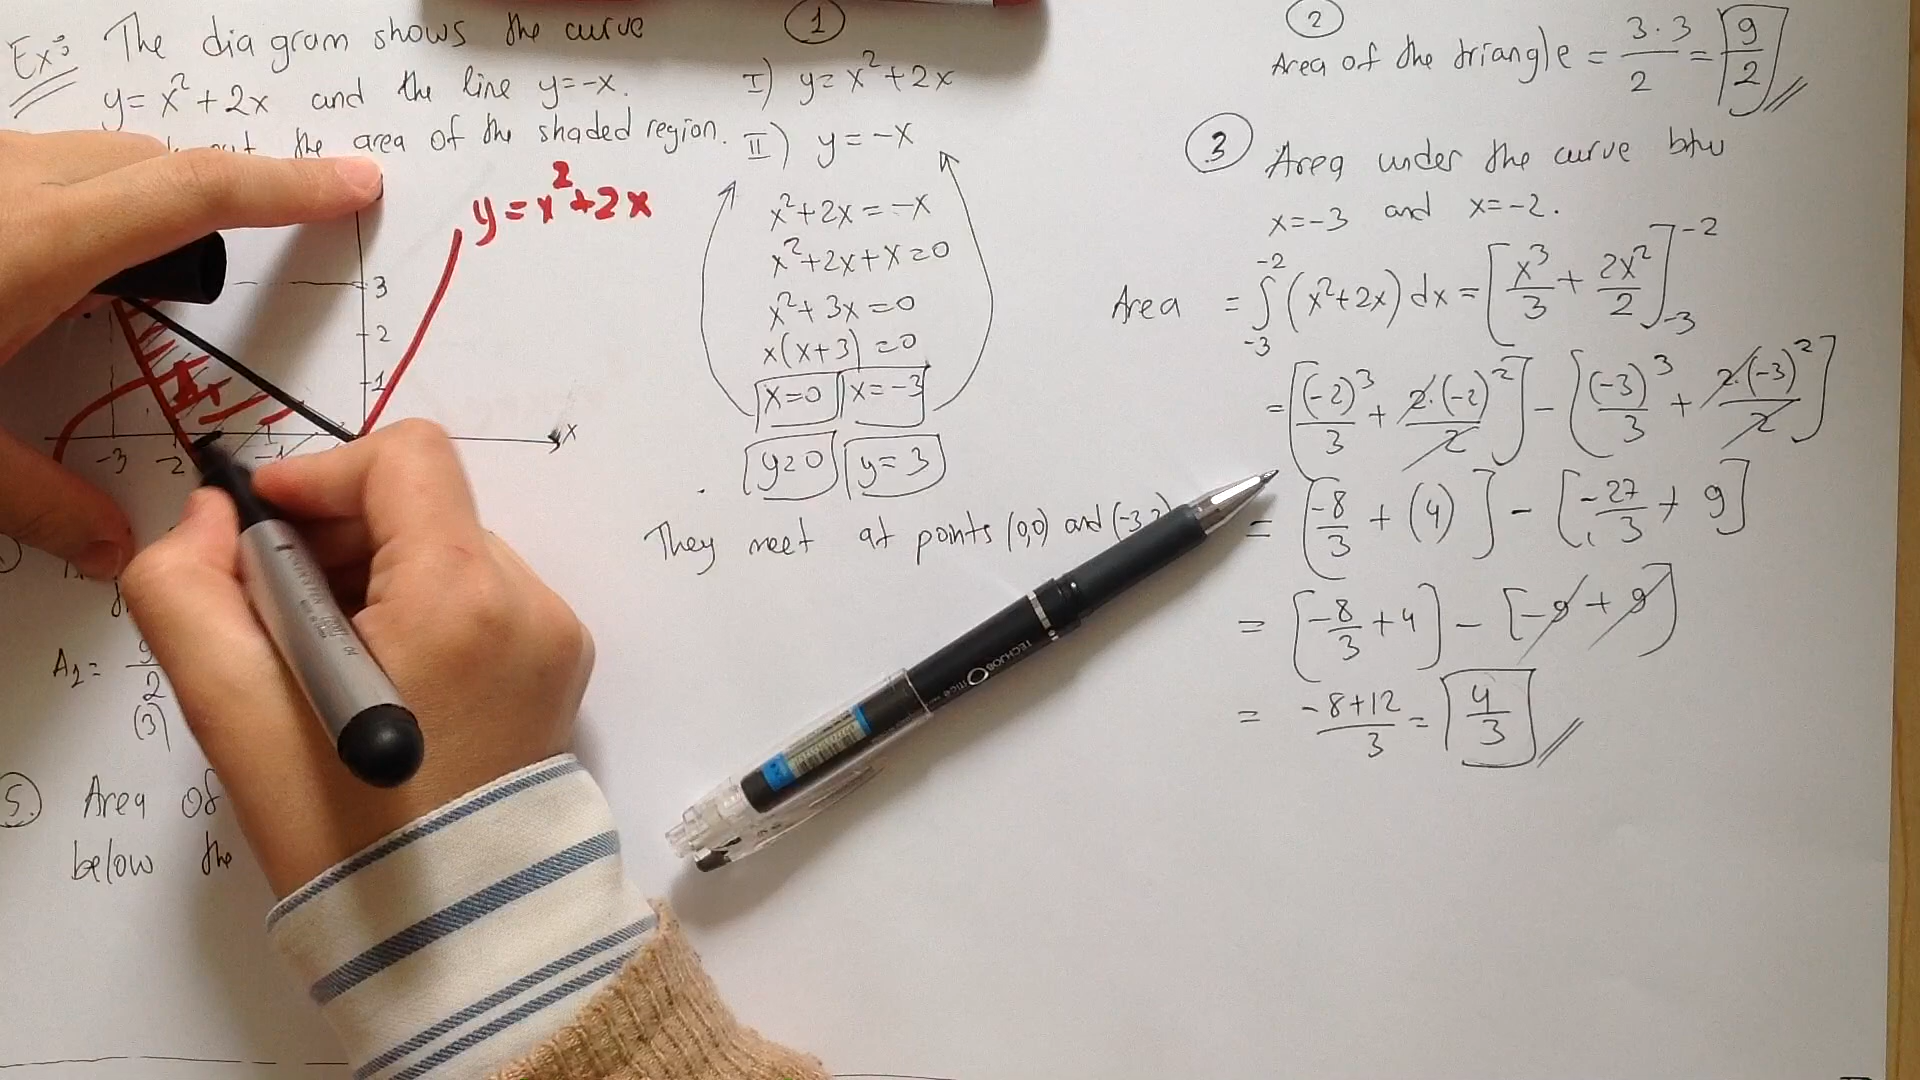 Ex: The diagram shows the curve
y = x² + 2x and the line y = -x.
the area of the shaded region.
y = x² + 2x
3
2
1
x
-3 -2 -1
A₂ =
2
(3)
5. Area of
below the
1
I) y = x² + 2x
II) y = -x
x² + 2x = -x
x² + 2x + x = 0
x² + 3x = 0
x(x+3) = 0
x=0 x=-3
y=0 y=3
They meet at points (0,0) and (-3,
2
Area of the triangle = 3·3/2 = 9/2
3 Area under the curve btw
x=-3 and x=-2.
Area = ∫₋₃⁻² (x²+2x) dx = [x³/3 + 2x²/2]₋₃⁻²
= [(-2)³/3 + 2·(-2)²/2] - [(-3)³/3 + 2·(-3)²/2]
= [-8/3 + (4)] - [-27/3 + 9]
= [-8/3 + 4] - [-9 + 9]
= -8+12/3 = 4/3
TECHJOB Office